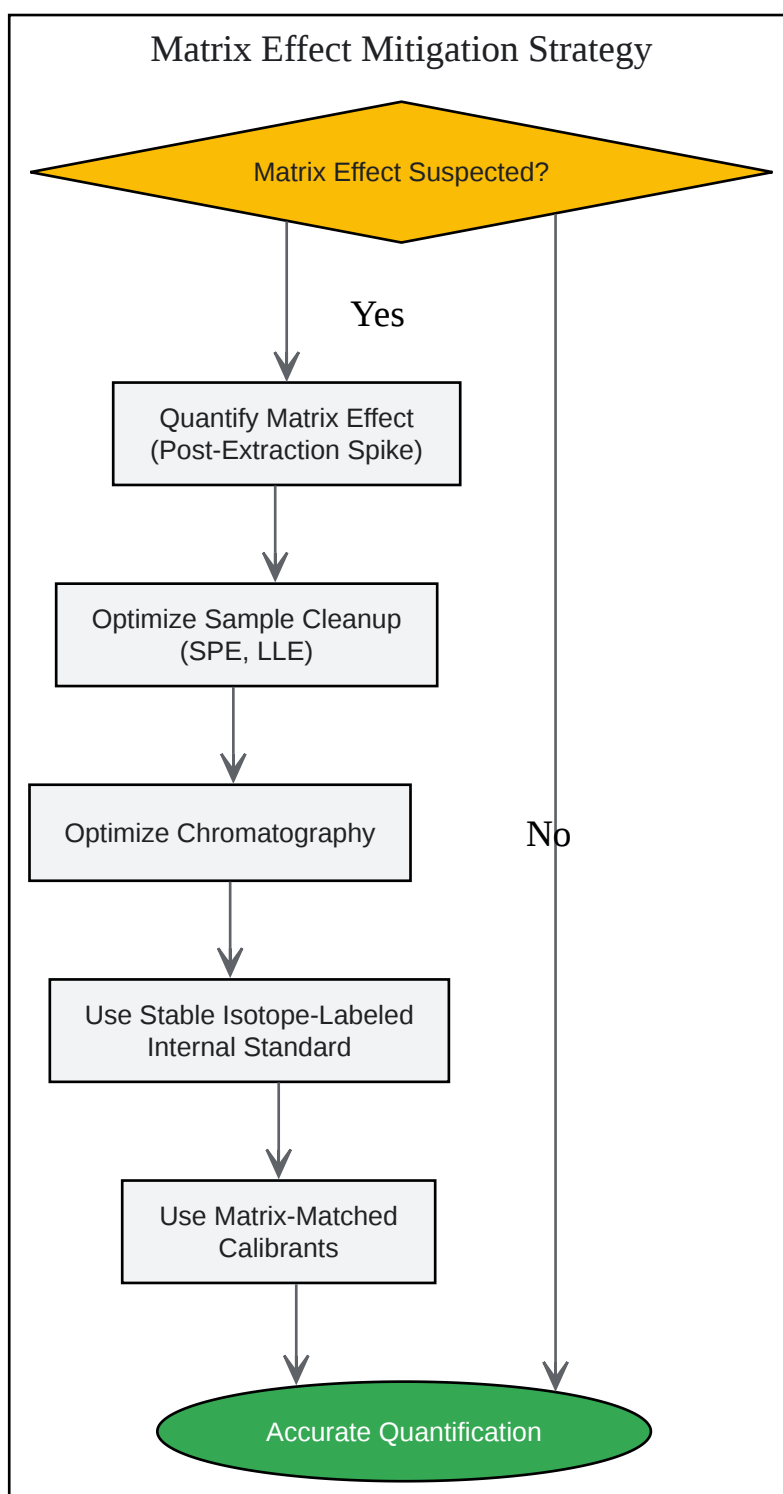 Matrix Effect Mitigation Strategy
Matrix Effect Suspected?
Yes
Quantify Matrix Effect
(Post-Extraction Spike)
Optimize Sample Cleanup
(SPE, LLE)
Optimize Chromatography
No
Use Stable Isotope-Labeled
Internal Standard
Use Matrix-Matched
Calibrants
Accurate Quantification